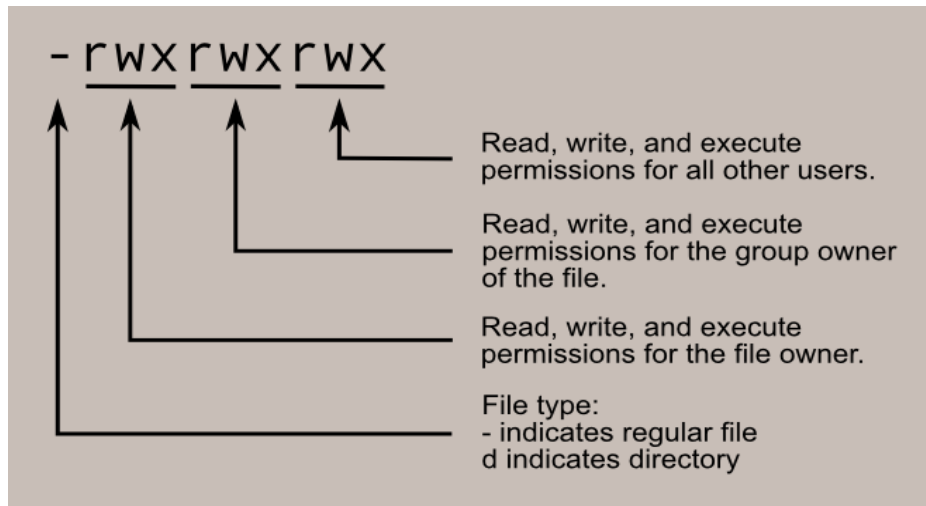 -rwxrwxrwx
Read, write, and execute
permissions for all other users.
Read, write, and execute
permissions for the group owner
of the file.
Read, write, and execute
permissions for the file owner.
File type:
- indicates regular file
d indicates directory